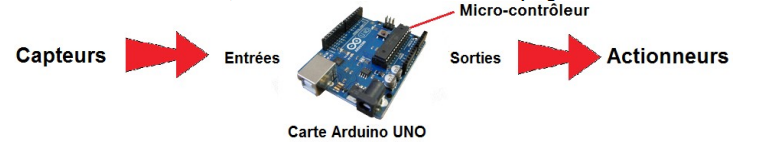 Micro-contrôleur
Capteurs
Entrées
Sorties
Actionneurs
Carte Arduino UNO